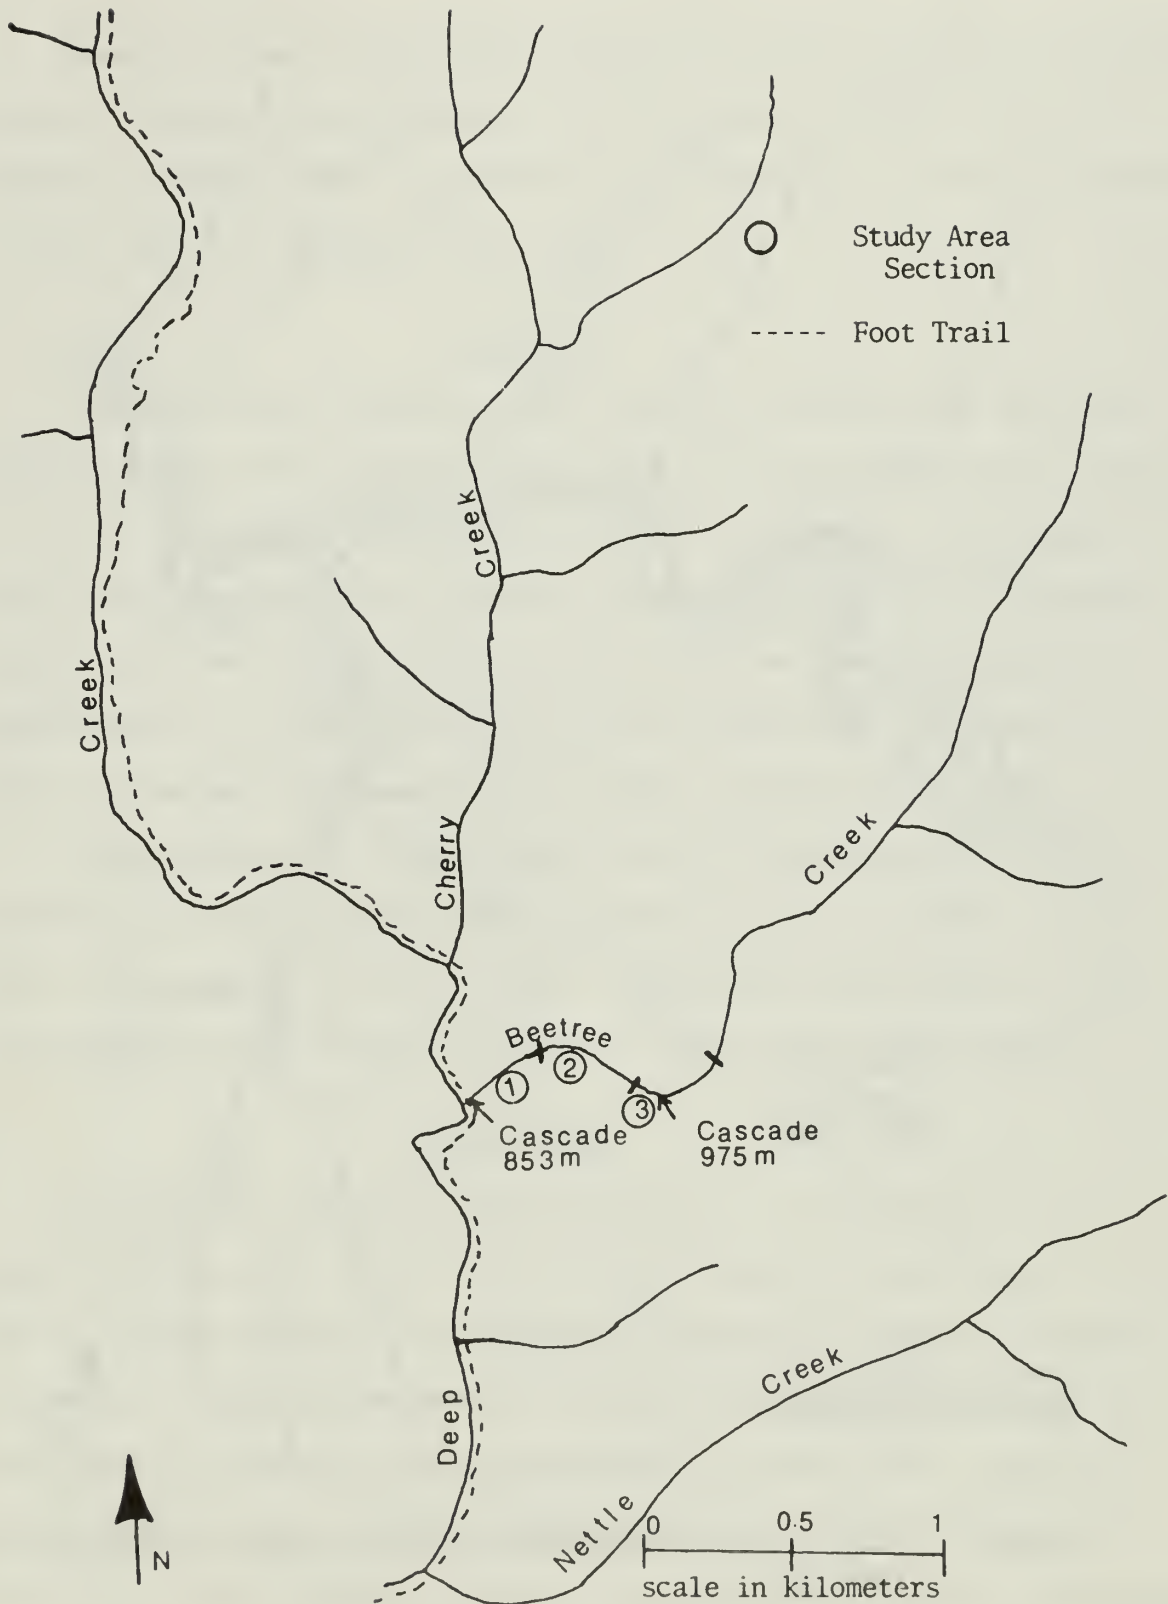 Study Area
Section
----- Foot Trail
Creek
Creek
Cherry
Creek
Beetree
1
2
3
Cascade
853m
Cascade
975m
Deep
Creek
Nettle
N
0 0.5 1
scale in kilometers